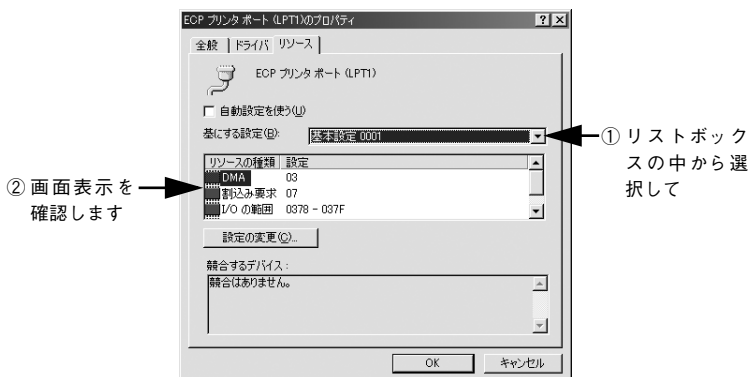 ECP プリンタ ポート (LPT1)のプロパティ
全般 ドライバ リソース
ECP プリンタ ポート (LPT1)
自動設定を使う(U)
基にする設定(B): 基本設定 0001
リソースの種類 設定
DMA 03
割込み要求 07
I/O の範囲 0378 - 037F
設定の変更(C)...
競合するデバイス :
競合はありません。
OK キャンセル
① リストボック
スの中から選
択して
② 画面表示を
確認します